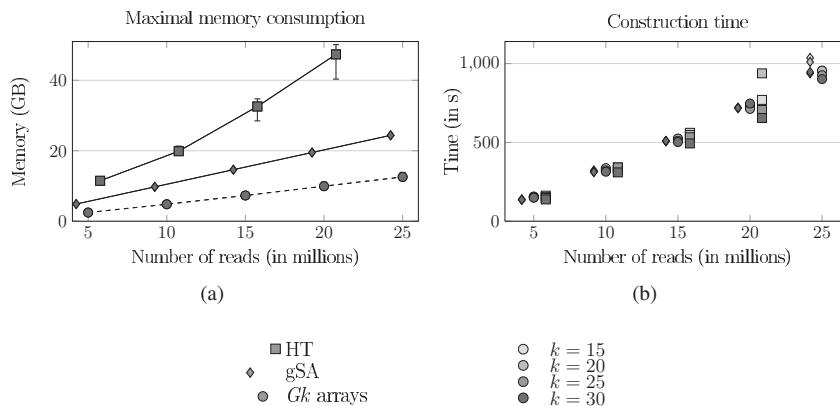 Maximal memory consumption
Memory (GB)
40
20
0
5 10 15 20 25
Number of reads (in millions)
(a)
Construction time
Time (in s)
1,000
500
0
5 10 15 20 25
Number of reads (in millions)
(b)
HT
gSA
Gk arrays
k = 15
k = 20
k = 25
k = 30